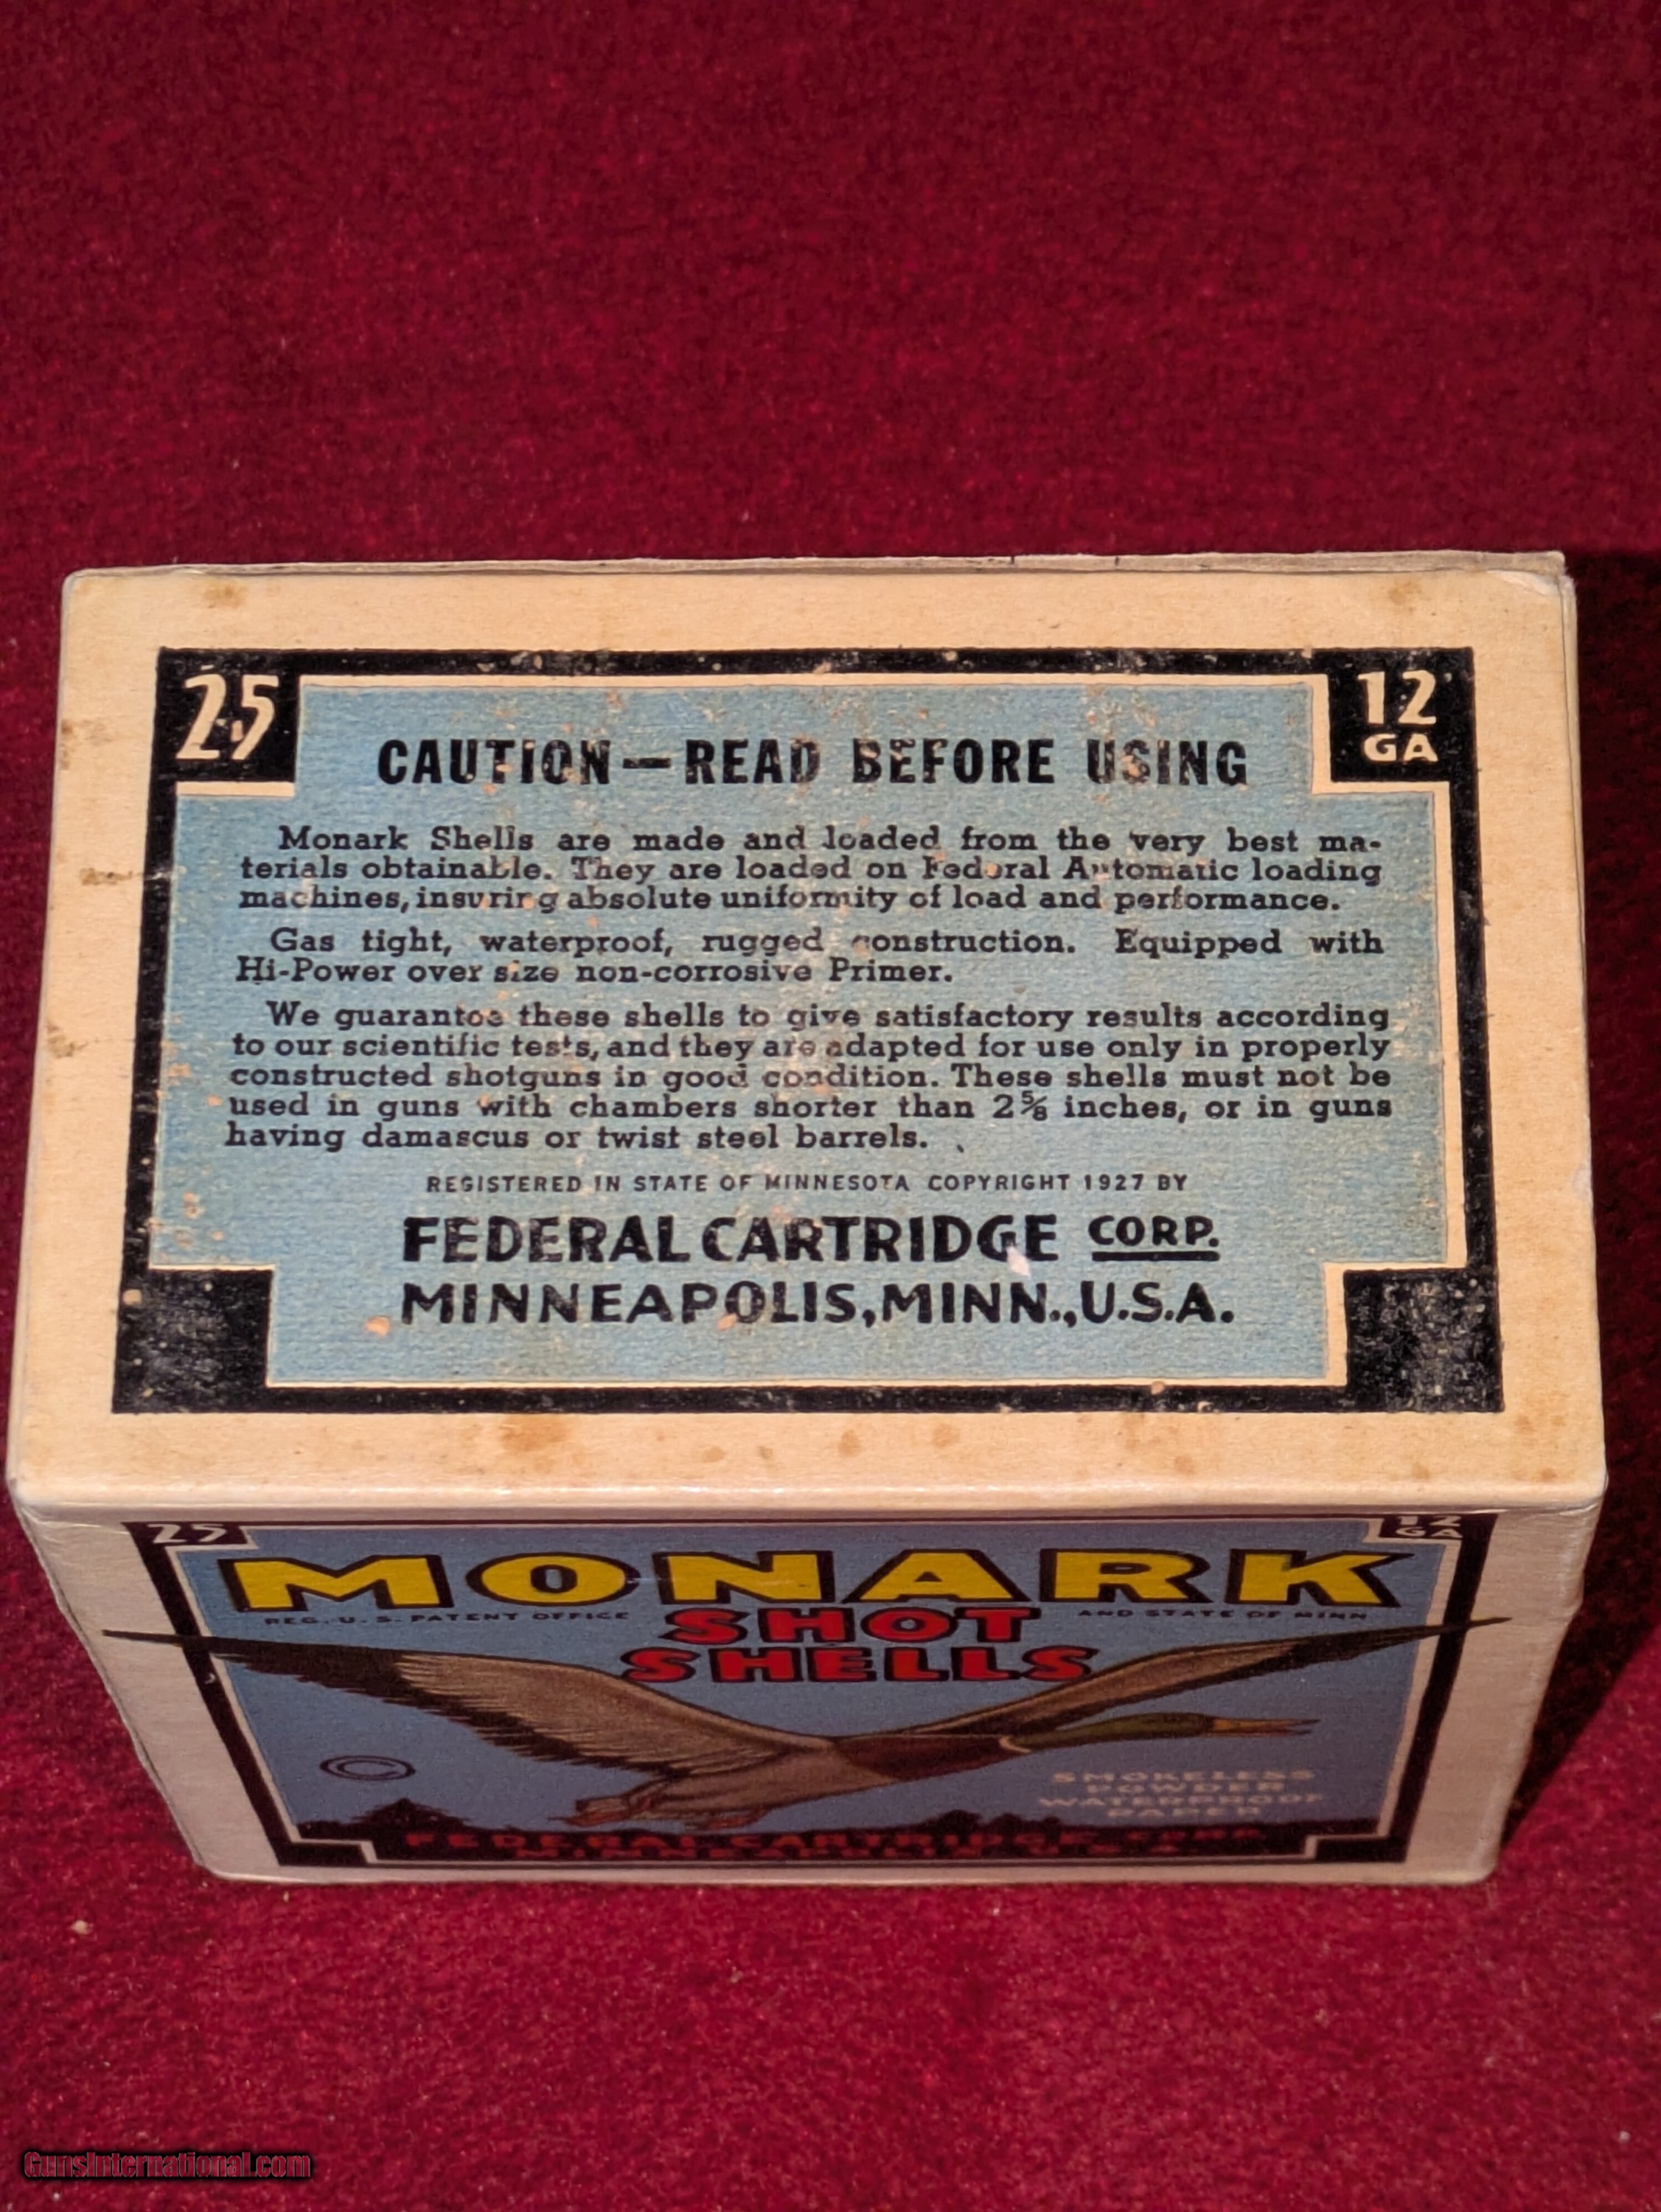 25
12
GA
CAUTION—READ BEFORE USING
Monark Shells are made and loaded from the very best ma-
terials obtainable. They are loaded on Federal Automatic loading
machines, insuring absolute uniformity of load and performance.
Gas tight, waterproof, rugged construction. Equipped with
Hi-Power over size non-corrosive Primer.
We guarantee these shells to give satisfactory results according
to our scientific tests, and they are adapted for use only in properly
constructed shotguns in good condition. These shells must not be
used in guns with chambers shorter than 2⅝ inches, or in guns
having damascus or twist steel barrels.
REGISTERED IN STATE OF MINNESOTA COPYRIGHT 1927 BY
FEDERAL CARTRIDGE CORP.
MINNEAPOLIS, MINN., U.S.A.
25
12
GA
MONARK
REG. U. S. PATENT OFFICE
AND STATE OF MINN
SHOT
SHELLS
©
SMOKELESS
POWDER
WATERPROOF
PAPER
FEDERAL CARTRIDGE CORP.
MINNEAPOLIS, U.S.A.
GunsInternational.com